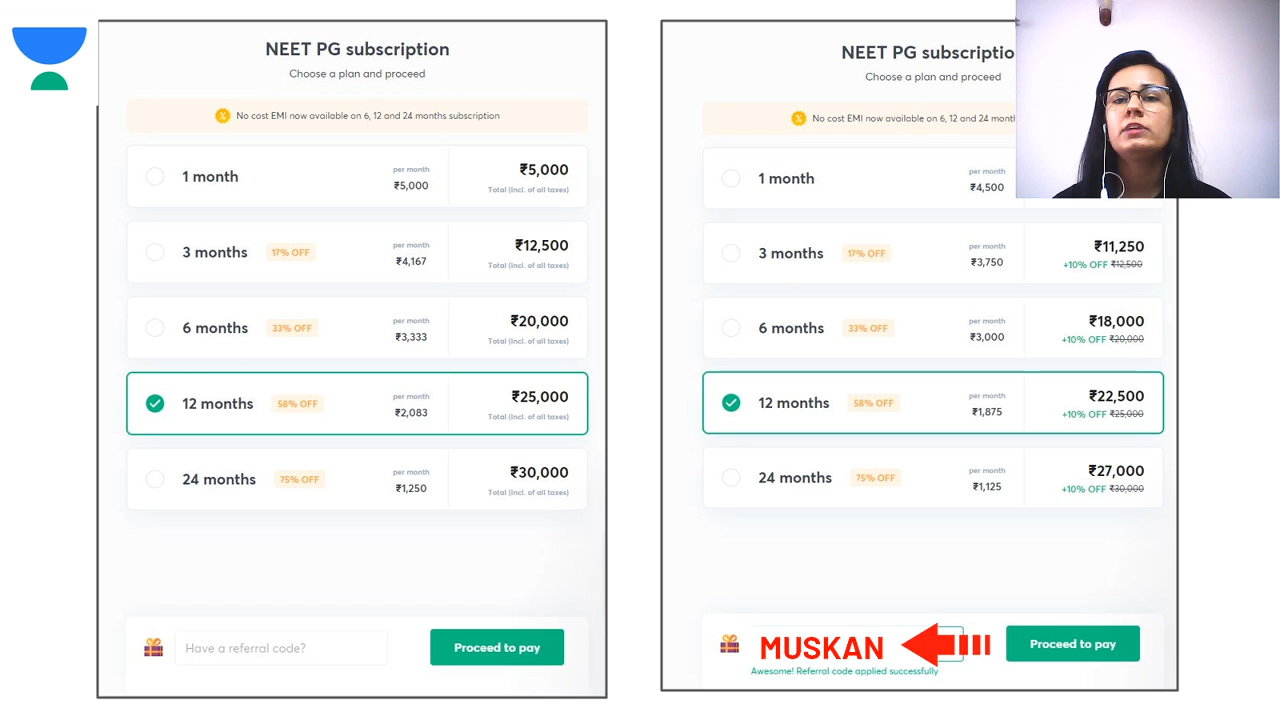 NEET PG subscription
Choose a plan and proceed
No cost EMI now available on 6, 12 and 24 months subscription
1 month
per month
₹5,000
₹5,000
Total (Incl. of all taxes)
3 months
17% OFF
per month
₹4,167
₹12,500
Total (Incl. of all taxes)
6 months
33% OFF
per month
₹3,333
₹20,000
Total (Incl. of all taxes)
12 months
58% OFF
per month
₹2,083
₹25,000
Total (Incl. of all taxes)
24 months
75% OFF
per month
₹1,250
₹30,000
Total (Incl. of all taxes)
Have a referral code?
Proceed to pay
NEET PG subscriptio
Choose a plan and proceed
No cost EMI now available on 6, 12 and 24 month
1 month
per month
₹4,500
3 months
17% OFF
per month
₹3,750
₹11,250
+10% OFF ₹12,500
6 months
33% OFF
per month
₹3,000
₹18,000
+10% OFF ₹20,000
12 months
58% OFF
per month
₹1,875
₹22,500
+10% OFF ₹25,000
24 months
75% OFF
per month
₹1,125
₹27,000
+10% OFF ₹30,000
MUSKAN
Awesome! Referral code applied successfully
Proceed to pay